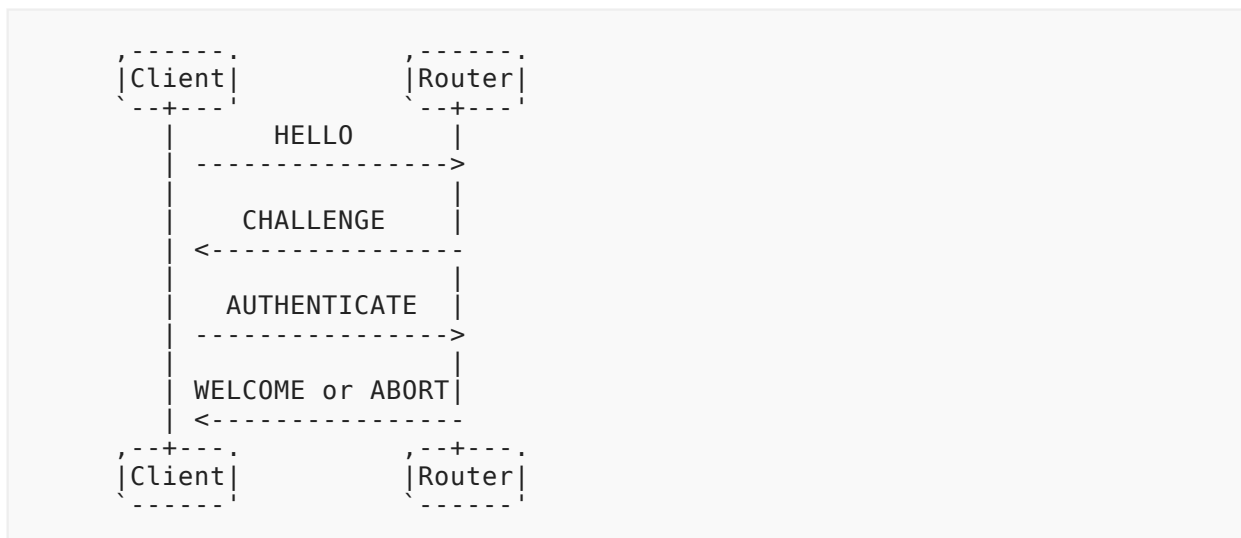 ,------.          ,------.
|Client|          |Router|
`--+---'          `--+---'
   |      HELLO      |
   | ---------------->
   |                 |
   |    CHALLENGE    |
   | <----------------
   |                 |
   |   AUTHENTICATE  |
   | ---------------->
   |                 |
   | WELCOME or ABORT|
   | <----------------
,--+---.          ,--+---.
|Client|          |Router|
`------'          `------'